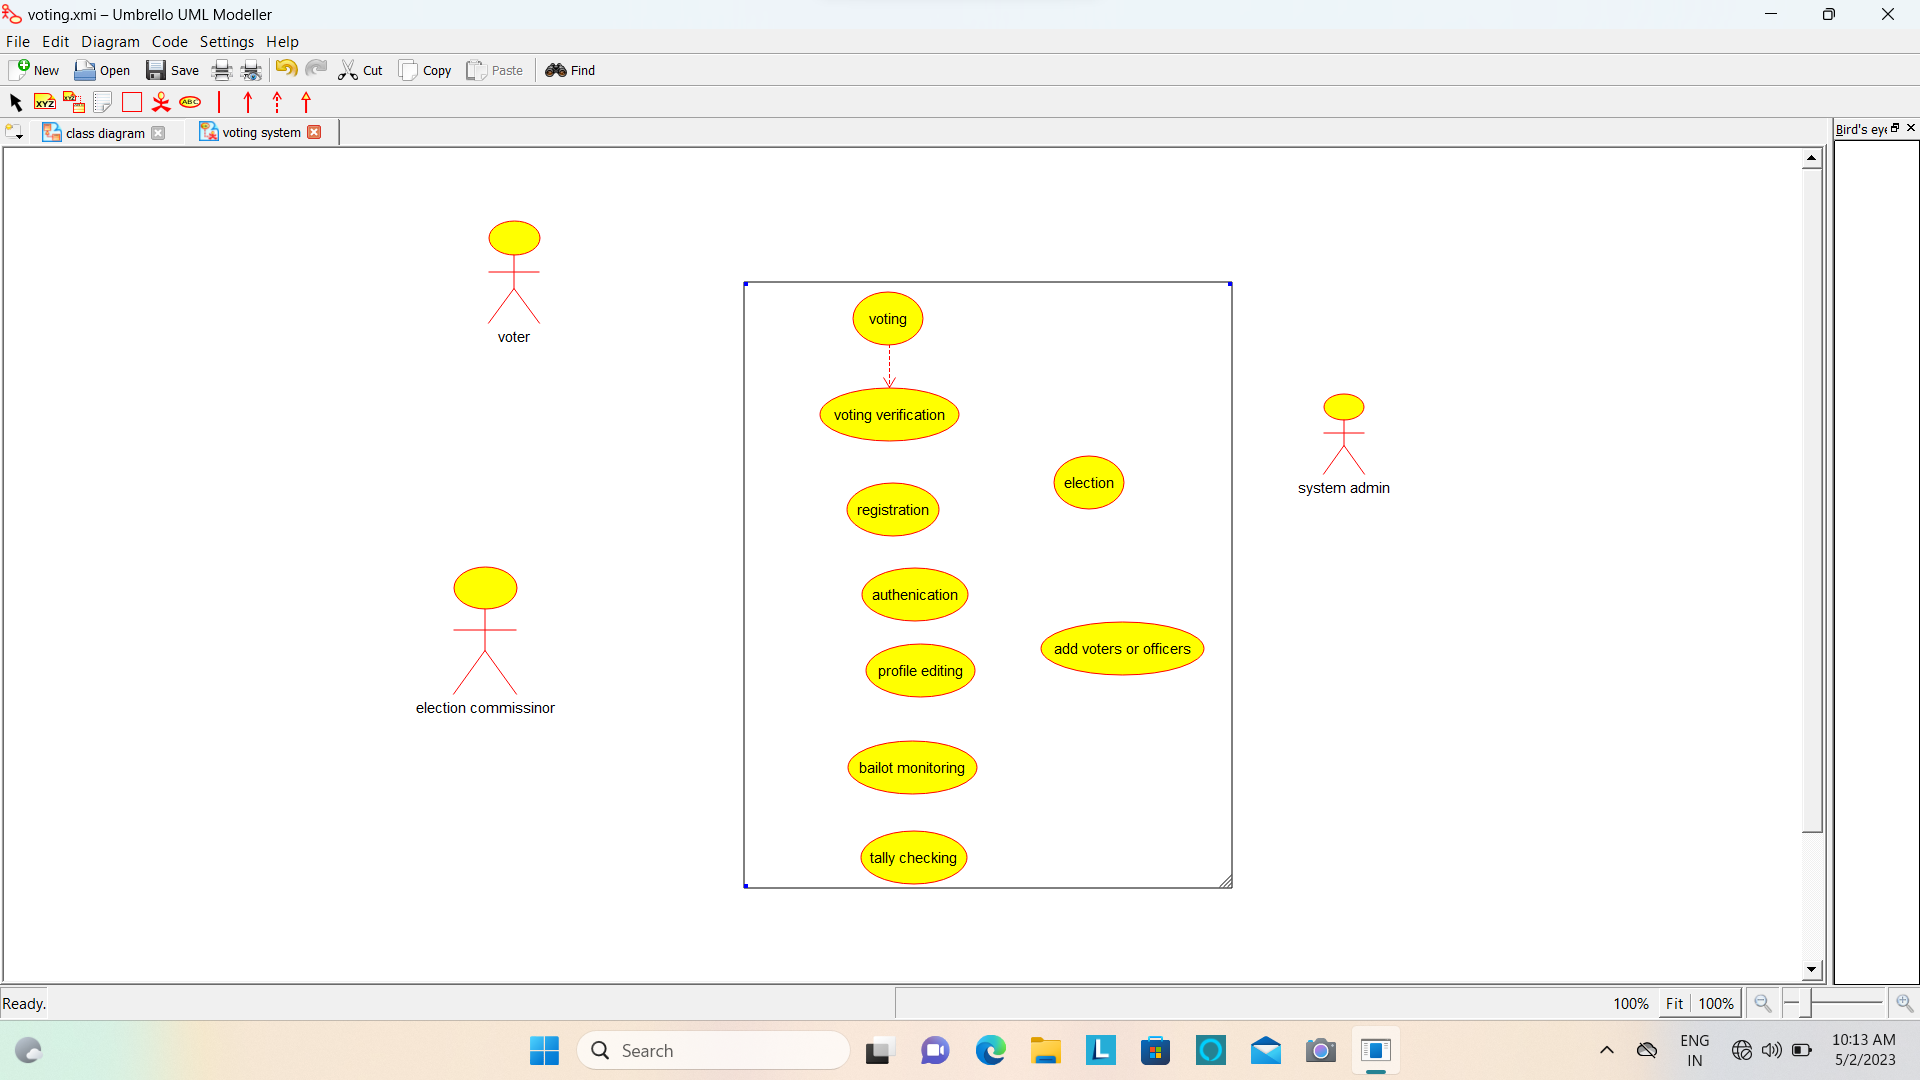 voting.xmi – Umbrello UML Modeller
File Edit Diagram Code Settings Help
New Open Save Cut Copy Paste Find
XYZ XYZ ABC
class diagram voting system Bird's eye
voter
voting
voting verification
election
system admin
registration
authenication
add voters or officers
profile editing
election commissinor
bailot monitoring
tally checking
Ready. 100% Fit 100%
Search
L
ENG
IN
10:13 AM
5/2/2023